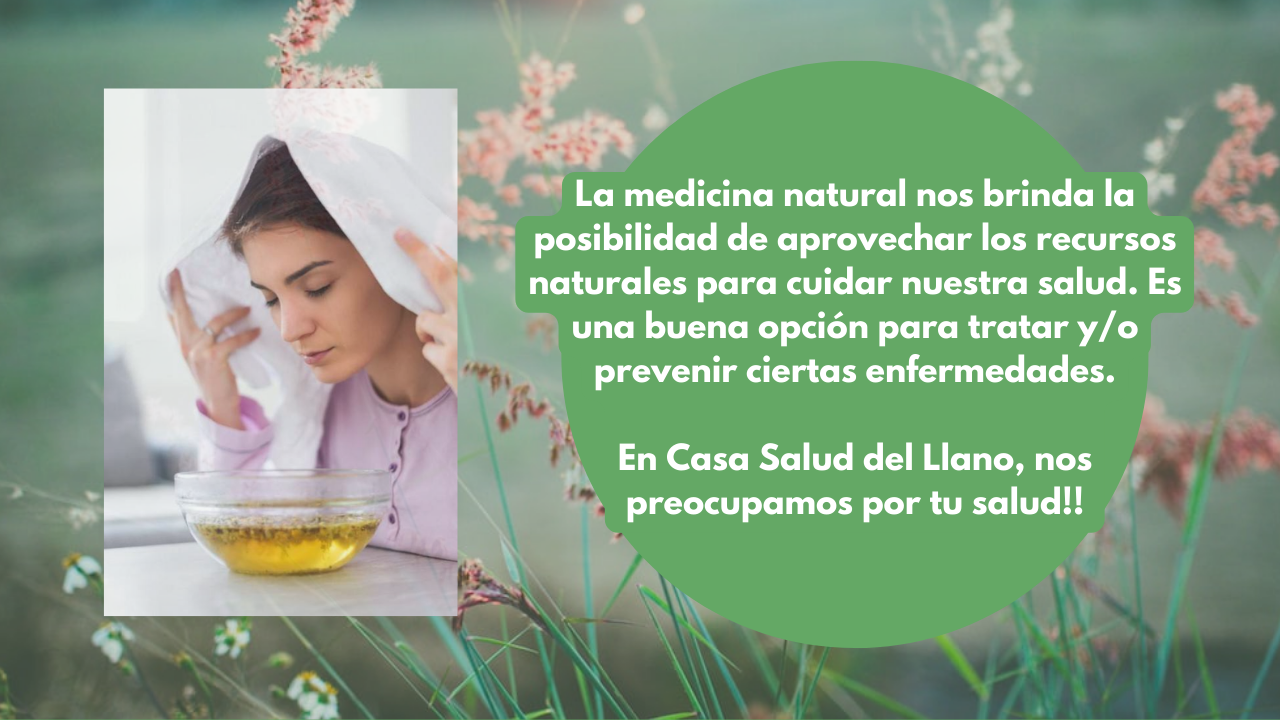 La medicina natural nos brinda la
posibilidad de aprovechar los recursos
naturales para cuidar nuestra salud. Es
una buena opción para tratar y/o
prevenir ciertas enfermedades.
En Casa Salud del Llano, nos
preocupamos por tu salud!!